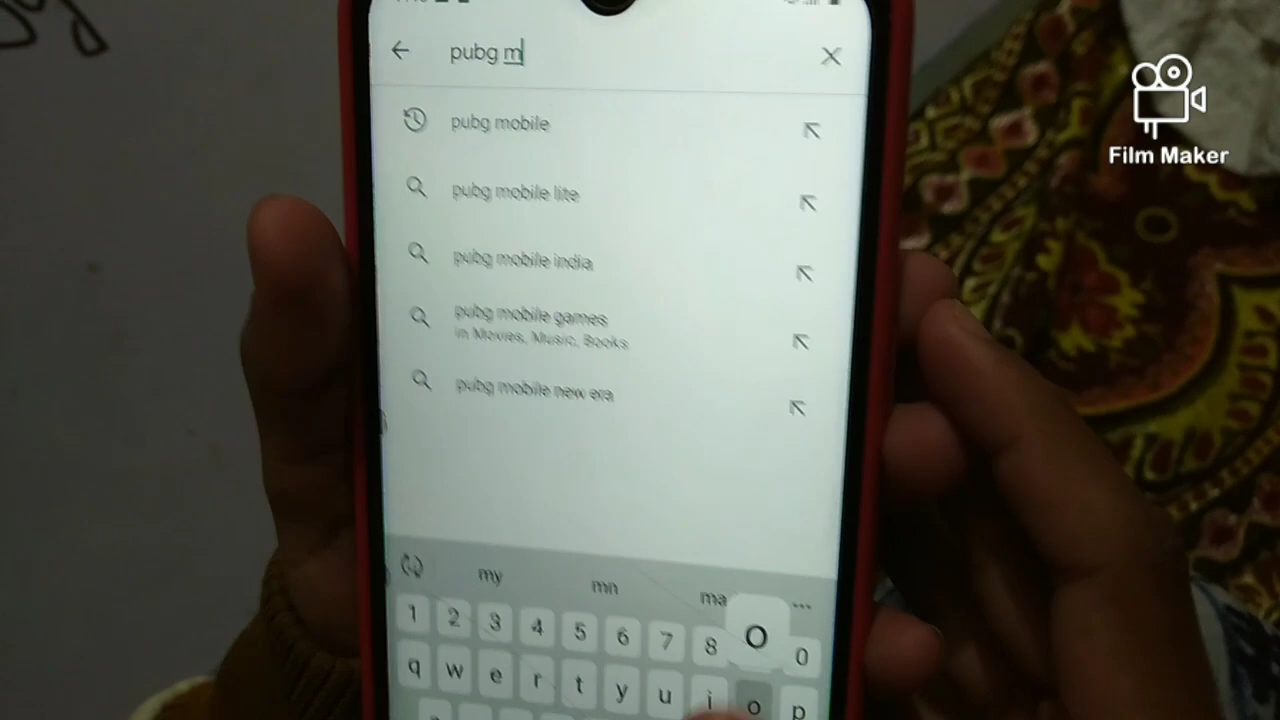 pubg m
pubg mobile
pubg mobile lite
pubg mobile india
pubg mobile games
in Movies, Music, Books
pubg mobile new era
my mn ma
1 2 3 4 5 6 7 8 O 0
q w e r t y u i o p
Film Maker